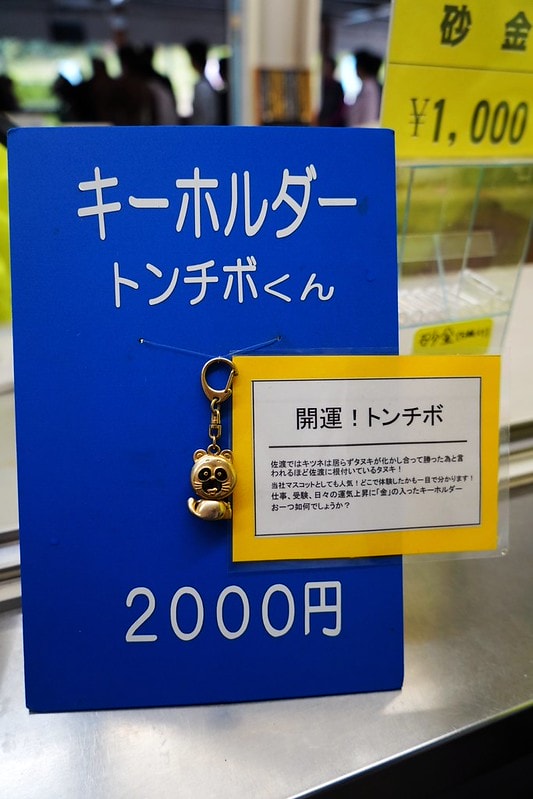 砂金
¥1,000
キーホルダー
トンチボくん
開運！トンチボ
佐渡ではキツネは居らずタヌキが化かし合って勝った為と言
われるほど佐渡に根付いているタヌキ！
当社マスコットとしても人気！どこで体験したかも一目で分かります！
仕事、受験、日々の運気上昇に「金」の入ったキーホルダー
お一つ如何でしょうか？
2000円
砂金